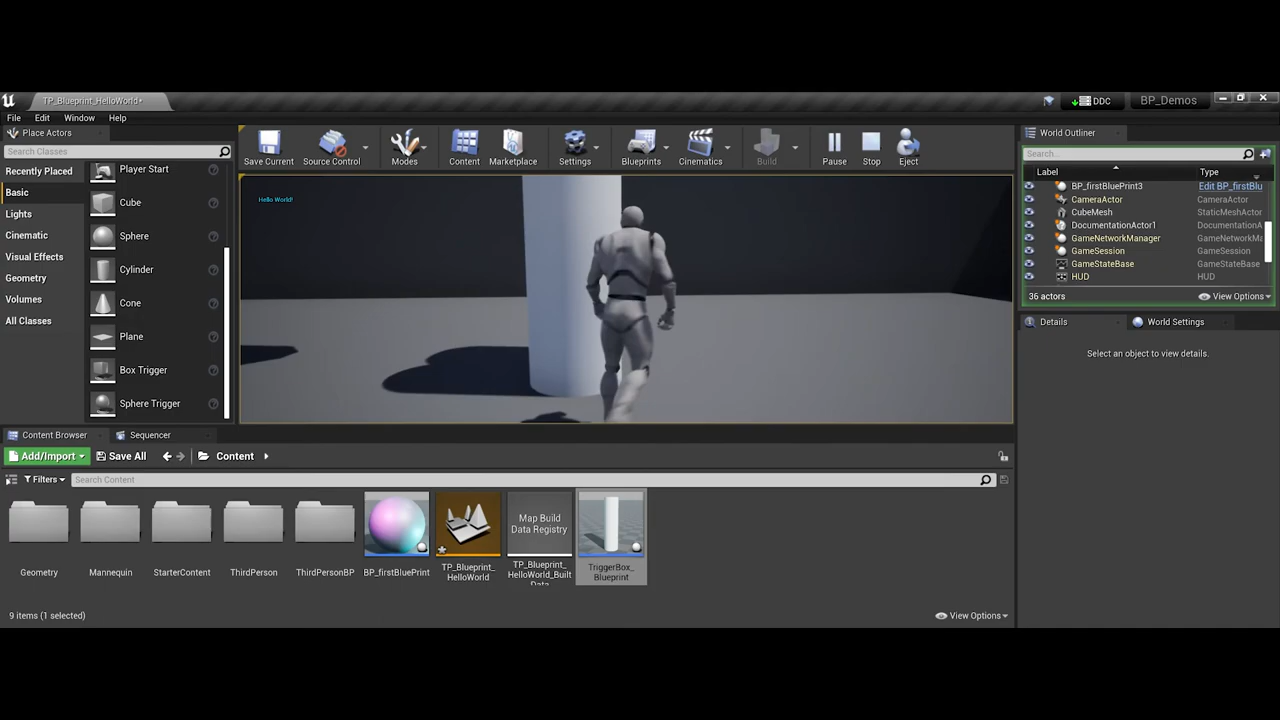 TP_Blueprint_HelloWorld•
DDC
BP_Demos
File Edit Window Help
Place Actors
Search Classes
Recently Placed
Basic
Lights
Cinematic
Visual Effects
Geometry
Volumes
All Classes
Player Start
Cube
Sphere
Cylinder
Cone
Plane
Box Trigger
Sphere Trigger
Save Current
Source Control
Modes
Content
Marketplace
Settings
Blueprints
Cinematics
Build
Pause
Stop
Eject
Hello World!
World Outliner
Search...
Label Type
BP_firstBluePrint3 Edit BP_firstBlu
CameraActor CameraActor
CubeMesh StaticMeshActor
DocumentationActor1 DocumentationA
GameNetworkManager GameNetworkMa
GameSession GameSession
GameStateBase GameStateBase
HUD HUD
36 actors View Options
Details World Settings
Select an object to view details.
Content Browser Sequencer
Add/Import Save All Content
Filters Search Content
Geometry
Mannequin
StarterContent
ThirdPerson
ThirdPersonBP
BP_firstBluePrint
TP_Blueprint_
HelloWorld
Map Build
Data Registry
TP_Blueprint_
HelloWorld_Built
Data
TriggerBox_
Blueprint
9 items (1 selected) View Options